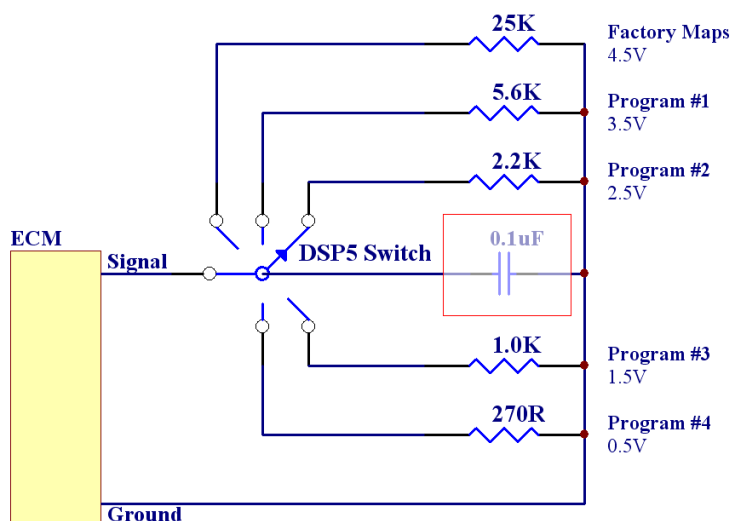 25K
Factory Maps
4.5V
5.6K
Program #1
3.5V
2.2K
Program #2
2.5V
ECM
Signal
DSP5 Switch
0.1uF
1.0K
Program #3
1.5V
270R
Program #4
0.5V
Ground